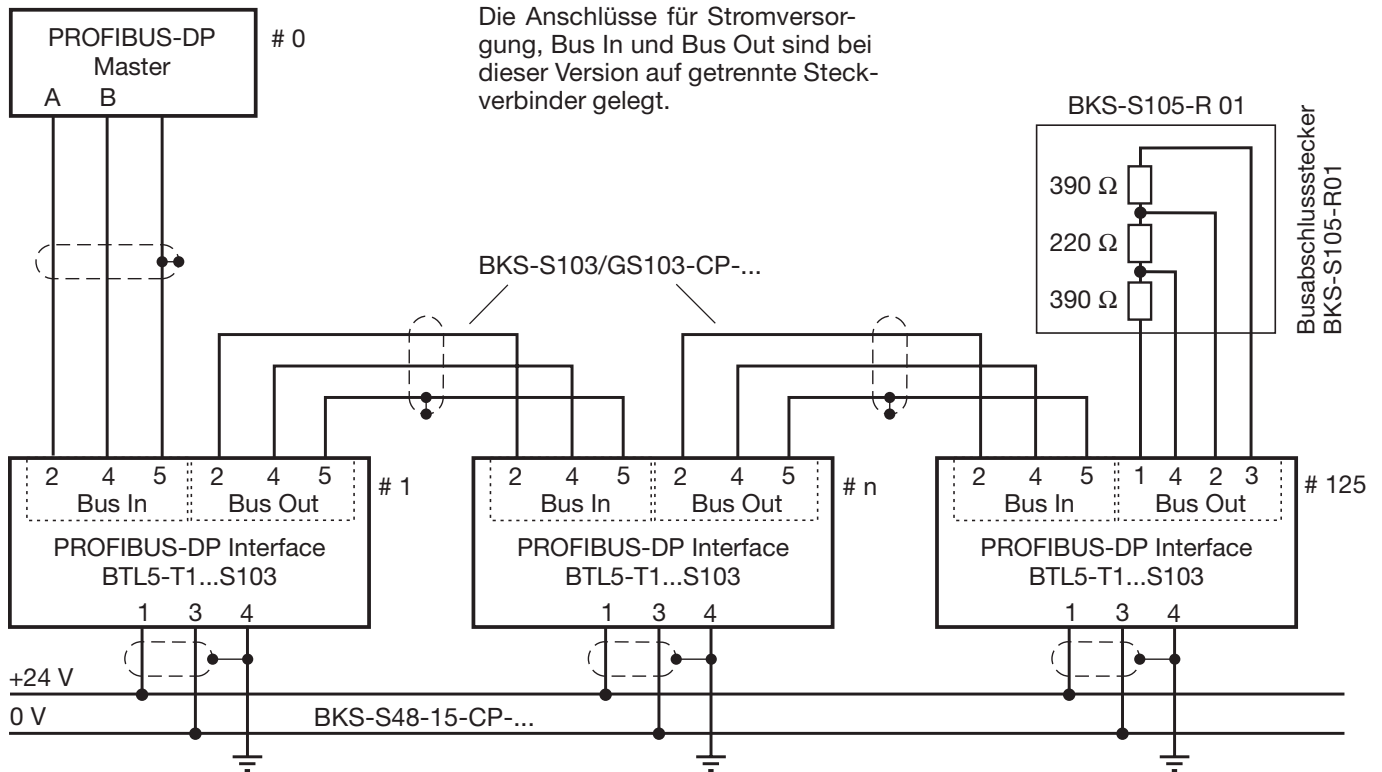 Die Anschlüsse für Stromversor-
gung, Bus In und Bus Out sind bei
dieser Version auf getrennte Steck-
verbinder gelegt.
PROFIBUS-DP
Master
# 0
A B
BKS-S105-R 01
390 Ω
220 Ω
390 Ω
Busabschlussstecker
BKS-S105-R01
BKS-S103/GS103-CP-...
2 4 5 2 4 5
Bus In Bus Out
# 1
PROFIBUS-DP Interface
BTL5-T1...S103
1 3 4
2 4 5 2 4 5
Bus In Bus Out
# n
PROFIBUS-DP Interface
BTL5-T1...S103
1 3 4
2 4 5 1 4 2 3
Bus In Bus Out
# 125
PROFIBUS-DP Interface
BTL5-T1...S103
1 3 4
+24 V
0 V
BKS-S48-15-CP-...